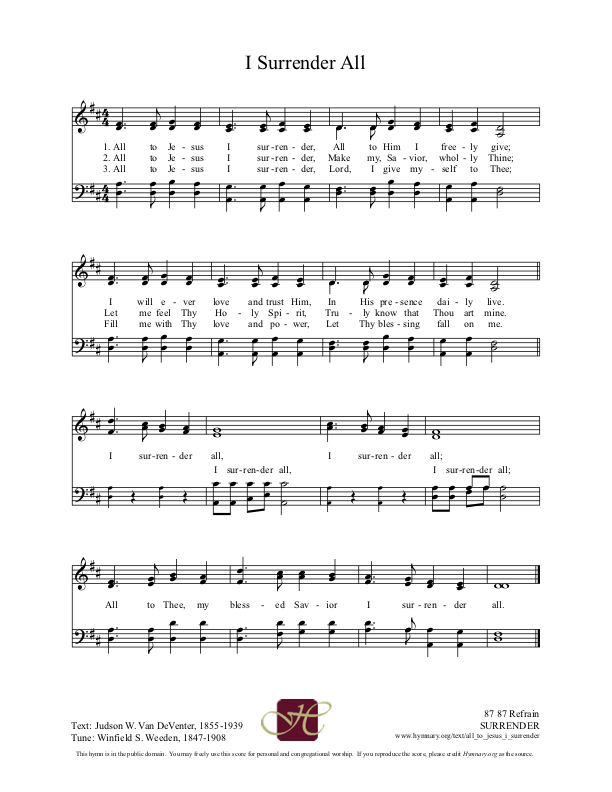 I Surrender All
1. All to Je - sus I sur-ren - der, All to Him I free - ly give;
2. All to Je - sus I sur-ren - der, Make my, Sa - vior, whol - ly Thine;
3. All to Je - sus I sur-ren - der, Lord, I give my - self to Thee;
I will e - ver love and trust Him, In His pre - sence dai - ly live.
Let me feel Thy Ho - ly Spi - rit, Tru - ly know that Thou art mine.
Fill me with Thy love and po - wer, Let Thy bles - sing fall on me.
I sur-ren - der all, I sur-ren - der all;
I sur-ren-der all, I sur-ren-der all;
All to Thee, my bless - ed Sav - ior I sur - ren - der all.
H
Text: Judson W. Van DeVenter, 1855-1939
Tune: Winfield S. Weeden, 1847-1908
87 87 Refrain
SURRENDER
www.hymnary.org/text/all_to_jesus_i_surrender
This hymn is in the public domain. You may freely use this score for personal and congregational worship. If you reproduce the score, please credit Hymnary.org as the source.